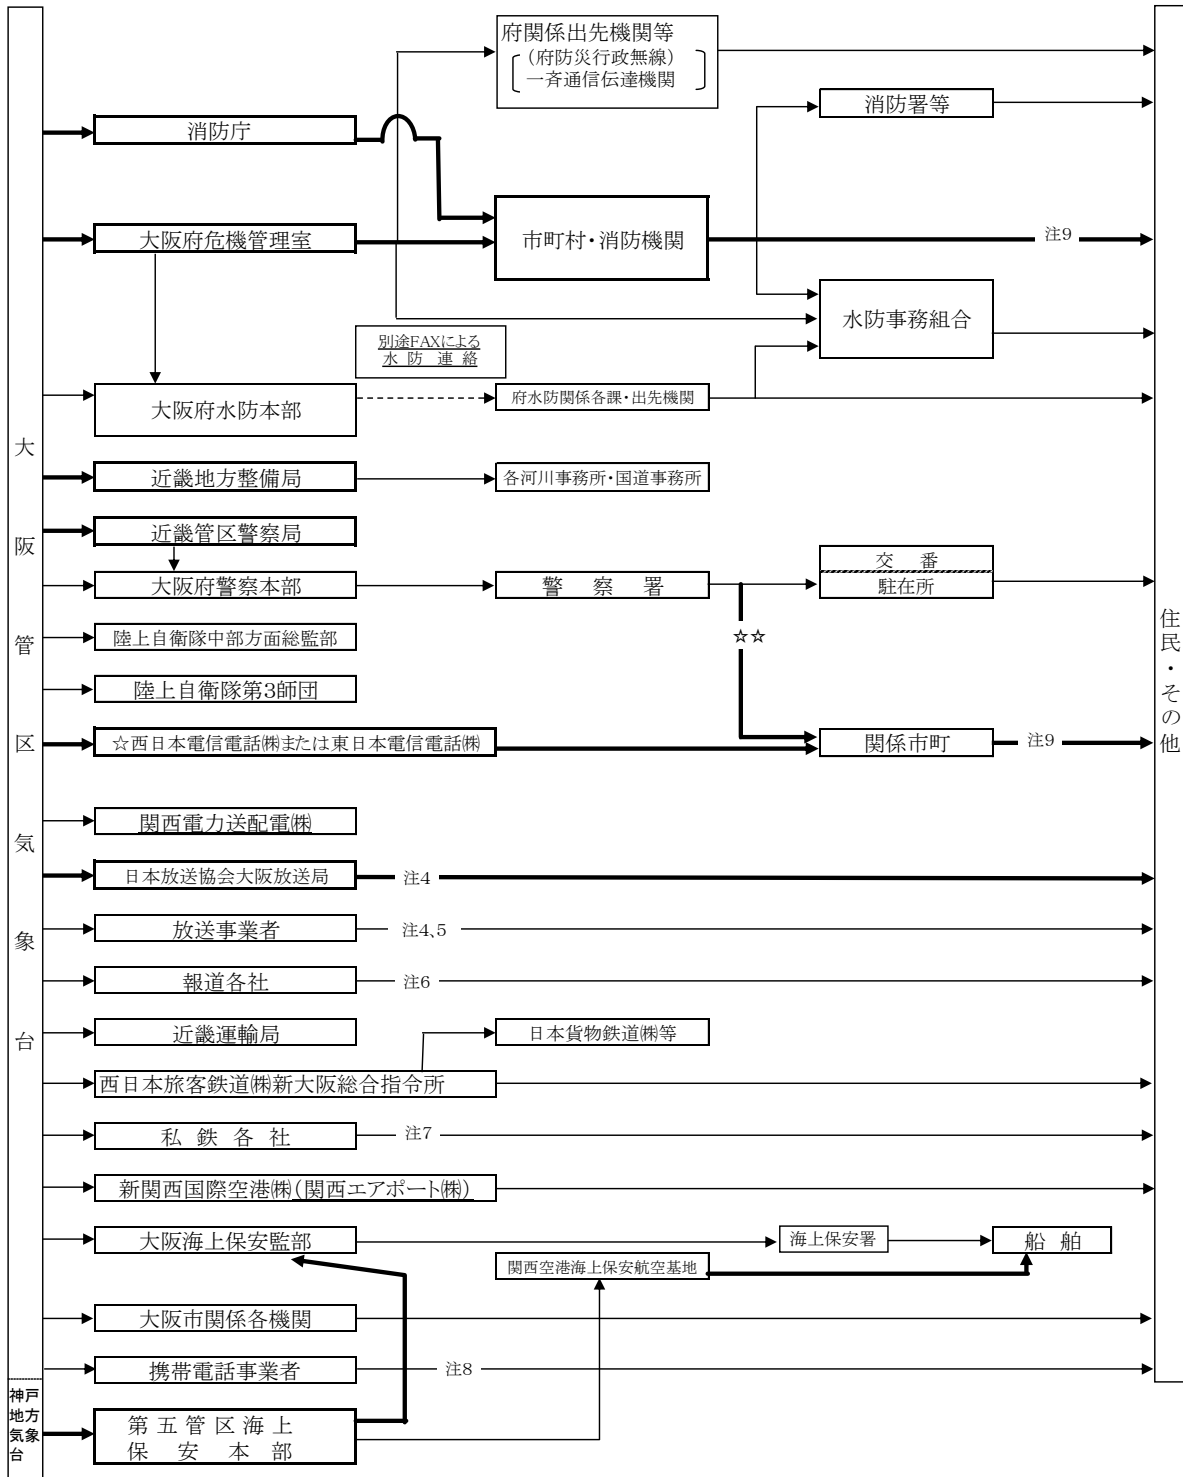 府関係出先機関等
(府防災行政無線)
一斉通信伝達機関
消防署等
消防庁
大阪府危機管理室
市町村・消防機関
注9
水防事務組合
別途FAXによる
水 防 連 絡
大阪府水防本部
府水防関係各課・出先機関
近畿地方整備局
各河川事務所・国道事務所
近畿管区警察局
大阪府警察本部
警 察 署
交 番
駐在所
陸上自衛隊中部方面総監部
☆☆
陸上自衛隊第3師団
☆西日本電信電話㈱または東日本電信電話㈱
関係市町
注9
関西電力送配電㈱
日本放送協会大阪放送局
注4
放送事業者
注4、5
報道各社
注6
近畿運輸局
日本貨物鉄道㈱等
西日本旅客鉄道㈱新大阪総合指令所
私 鉄 各 社
注7
新関西国際空港㈱(関西エアポート㈱)
大阪海上保安監部
海上保安署
船 舶
関西空港海上保安航空基地
大阪市関係各機関
携帯電話事業者
注8
第 五 管 区 海 上
保 安 本 部
大阪管区気象台
神戸
地方
気象
台
住民・その他